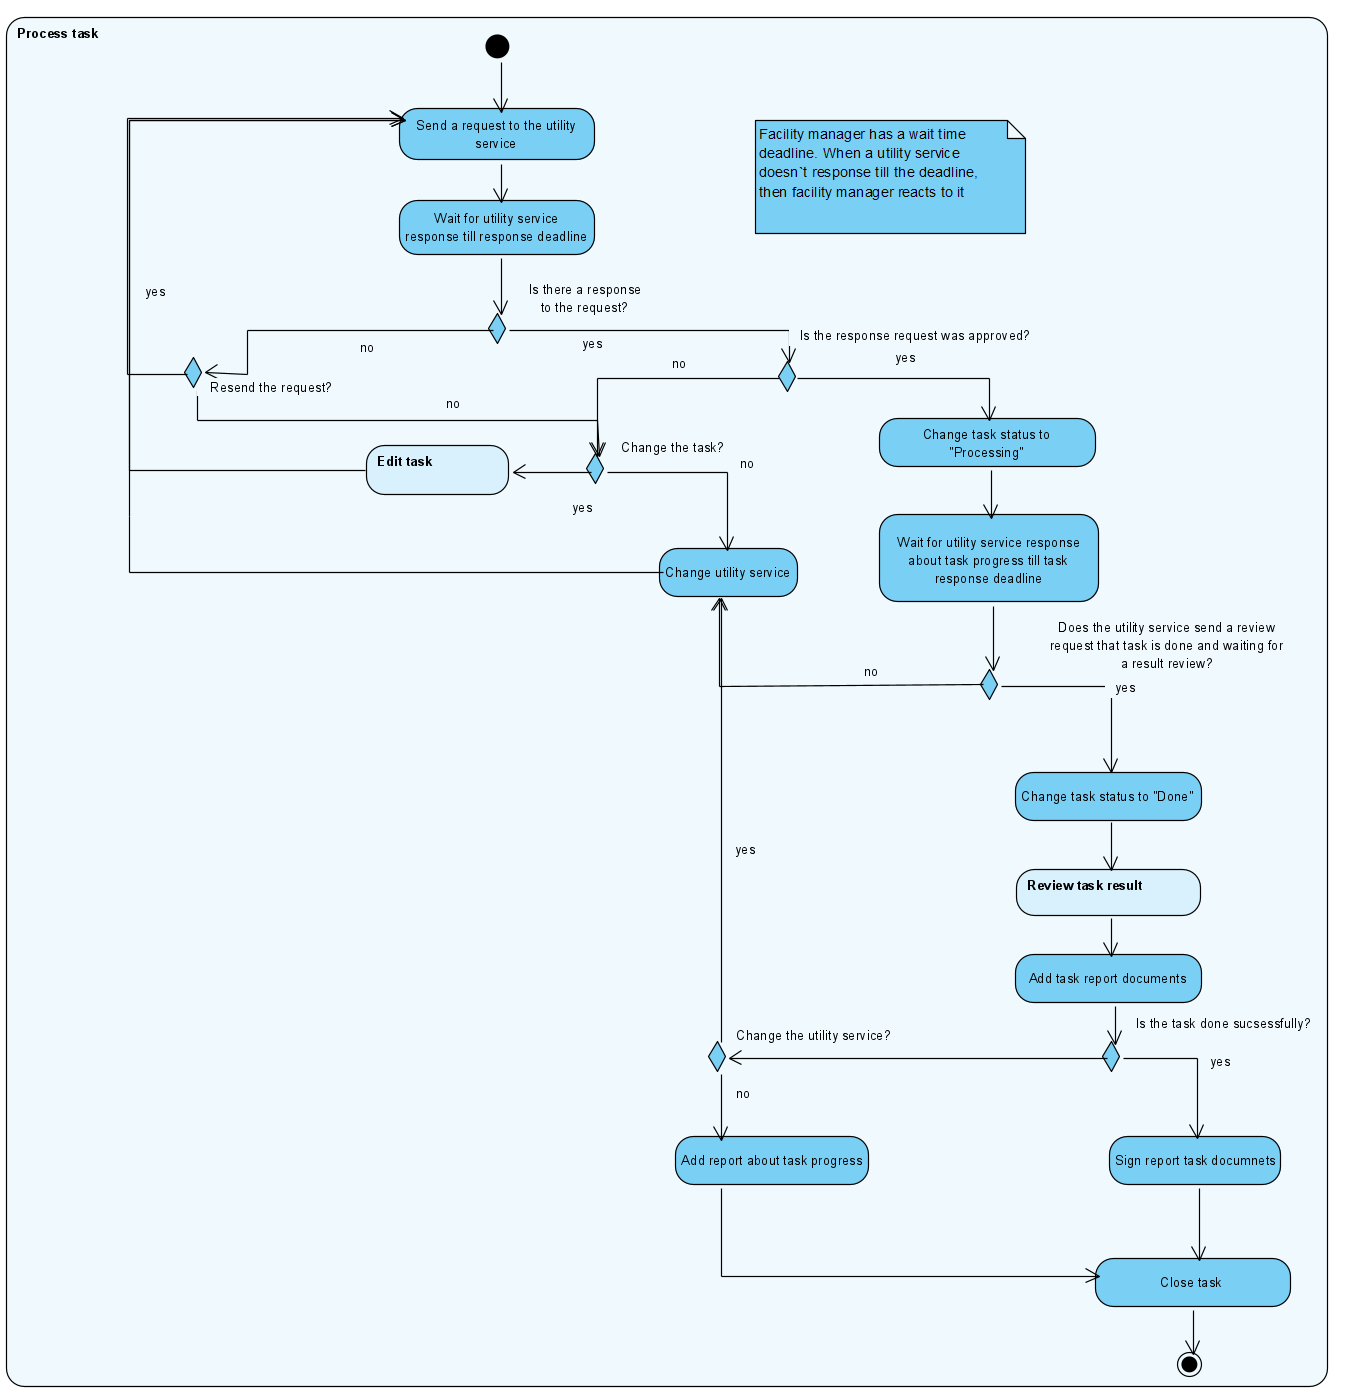 Process task
Send a request to the utility
service
Facility manager has a wait time
deadline. When a utility service
doesn`t response till the deadline,
then facility manager reacts to it
Wait for utility service
response till response deadline
yes
Is there a response
to the request?
no
yes
Is the response request was approved?
no
yes
Resend the request?
no
Change task status to
"Processing"
Edit task
Change the task?
no
yes
Wait for utility service response
about task progress till task
response deadline
Change utility service
Does the utility service send a review
request that task is done and waiting for
a result review?
no
yes
Change task status to "Done"
yes
Review task result
Add task report documents
Is the task done sucsessfully?
Change the utility service?
yes
no
Add report about task progress
Sign report task documnets
Close task